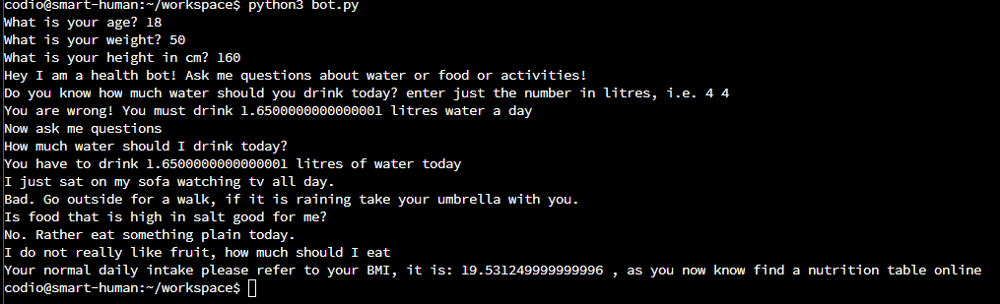 codio@smart-human:~/workspace$ python3 bot.py
What is your age? 18
What is your weight? 50
What is your height in cm? 160
Hey I am a health bot! Ask me questions about water or food or activities!
Do you know how much water should you drink today? enter just the number in litres, i.e. 4 4
You are wrong! You must drink 1.6500000000000001 litres water a day
Now ask me questions
How much water should I drink today?
You have to drink 1.6500000000000001 litres of water today
I just sat on my sofa watching tv all day.
Bad. Go outside for a walk, if it is raining take your umbrella with you.
Is food that is high in salt good for me?
No. Rather eat something plain today.
I do not really like fruit, how much should I eat
Your normal daily intake please refer to your BMI, it is: 19.531249999999996 , as you now know find a nutrition table online
codio@smart-human:~/workspace$